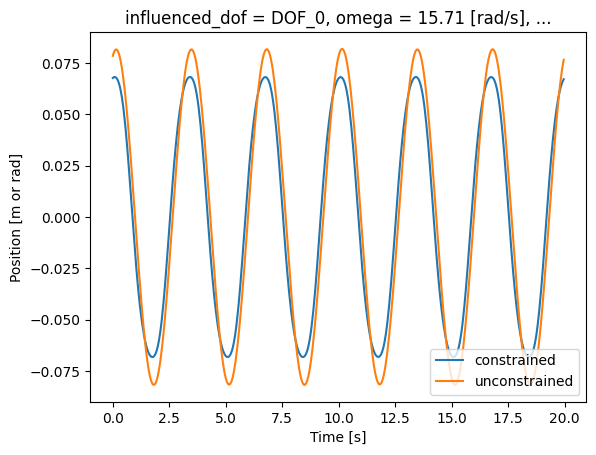 influenced_dof = DOF_0, omega = 15.71 [rad/s], ...
Position [m or rad]
0.075
0.050
0.025
0.000
−0.025
−0.050
−0.075
0.0 2.5 5.0 7.5 10.0 12.5 15.0 17.5 20.0
Time [s]
constrained
unconstrained